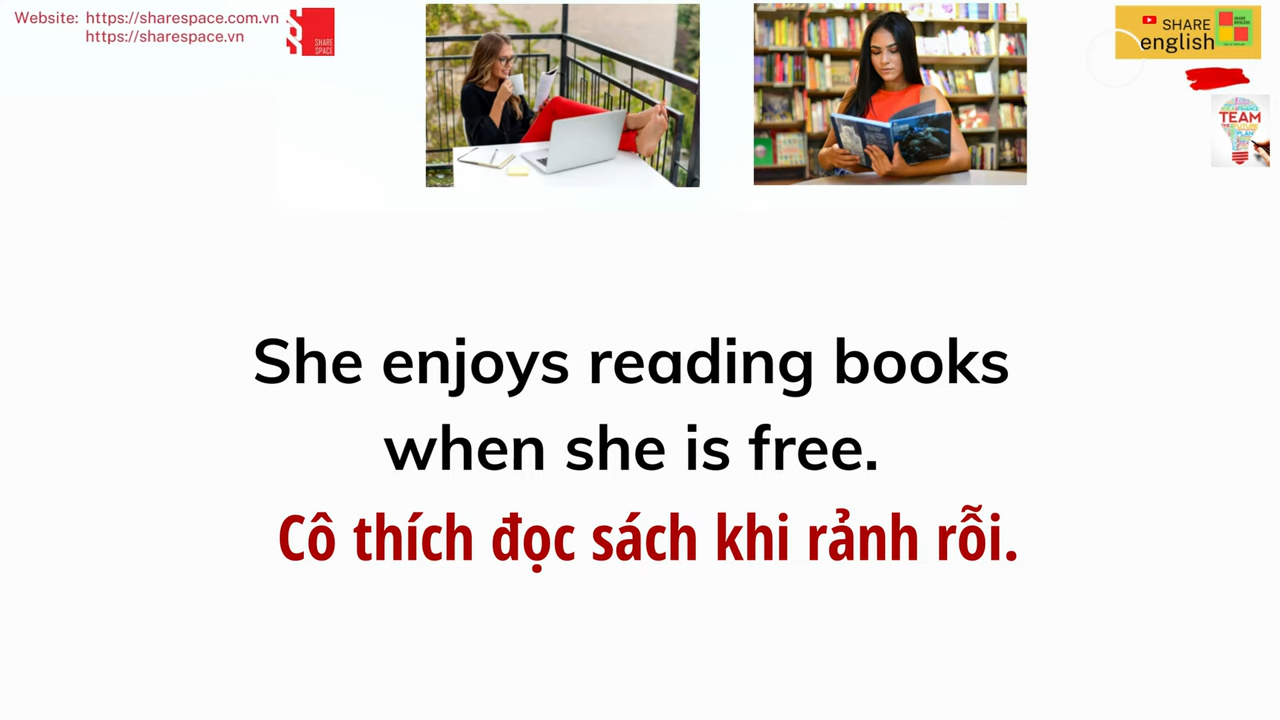 Website: https://sharespace.com.vn
https://sharespace.vn
SHARE
SPACE
SHARE
english
TEAM
PLAN
She enjoys reading books
when she is free.
Cô thích đọc sách khi rảnh rỗi.